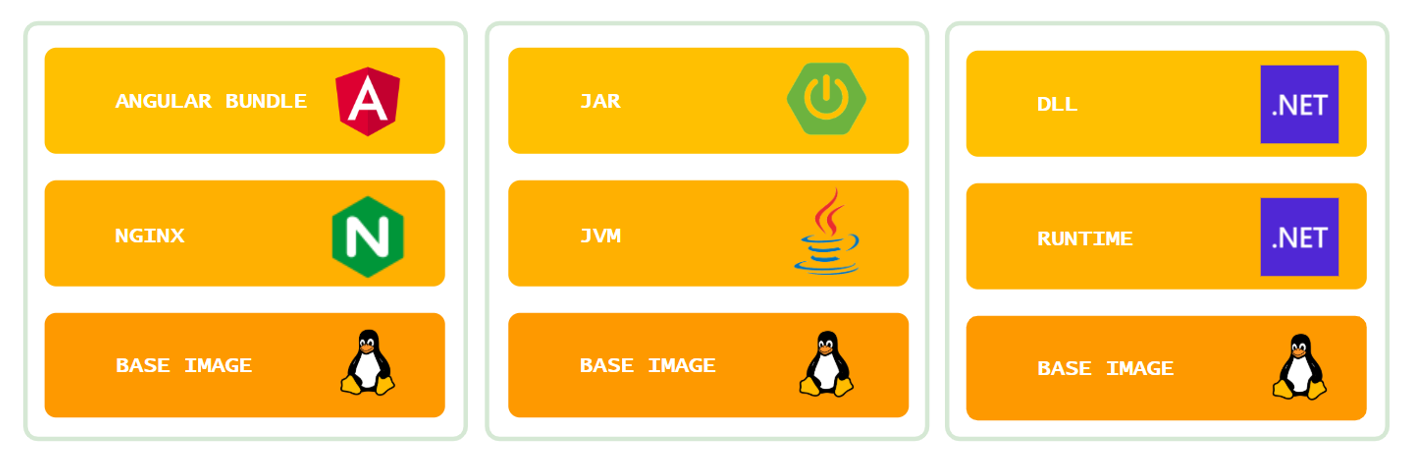 ANGULAR BUNDLE
A
NGINX
N
BASE IMAGE
JAR
JVM
BASE IMAGE
DLL
.NET
RUNTIME
.NET
BASE IMAGE